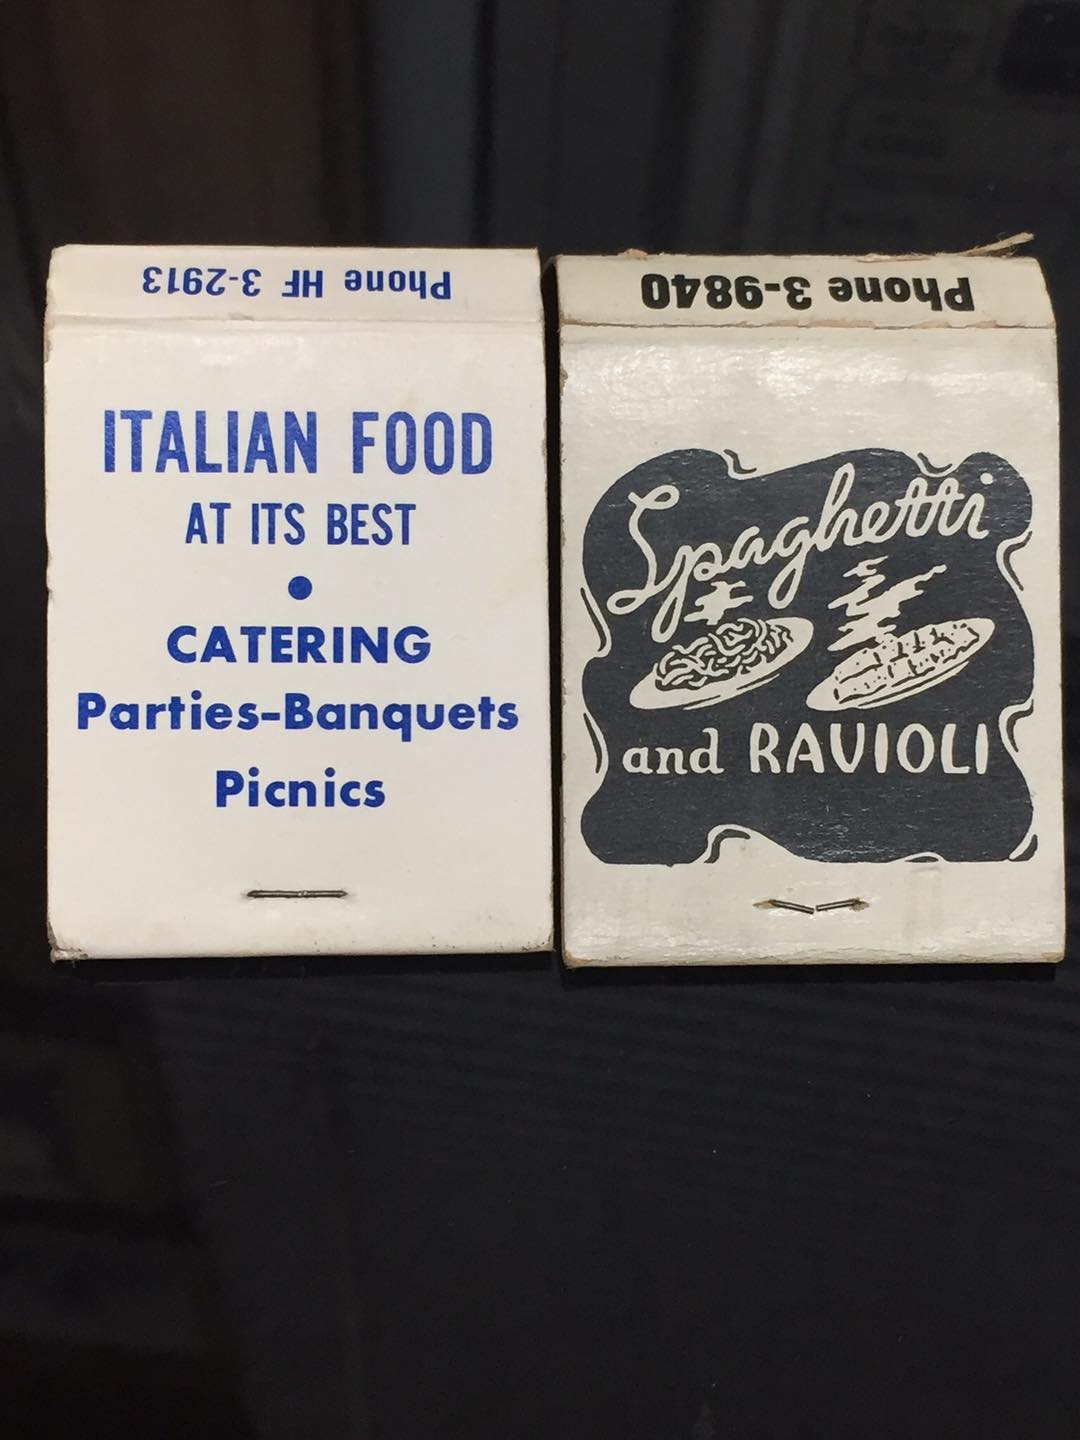 Phone HF 3-2913
ITALIAN FOOD
AT ITS BEST
•
CATERING
Parties-Banquets
Picnics
Phone 3-9840
Spaghetti
and RAVIOLI